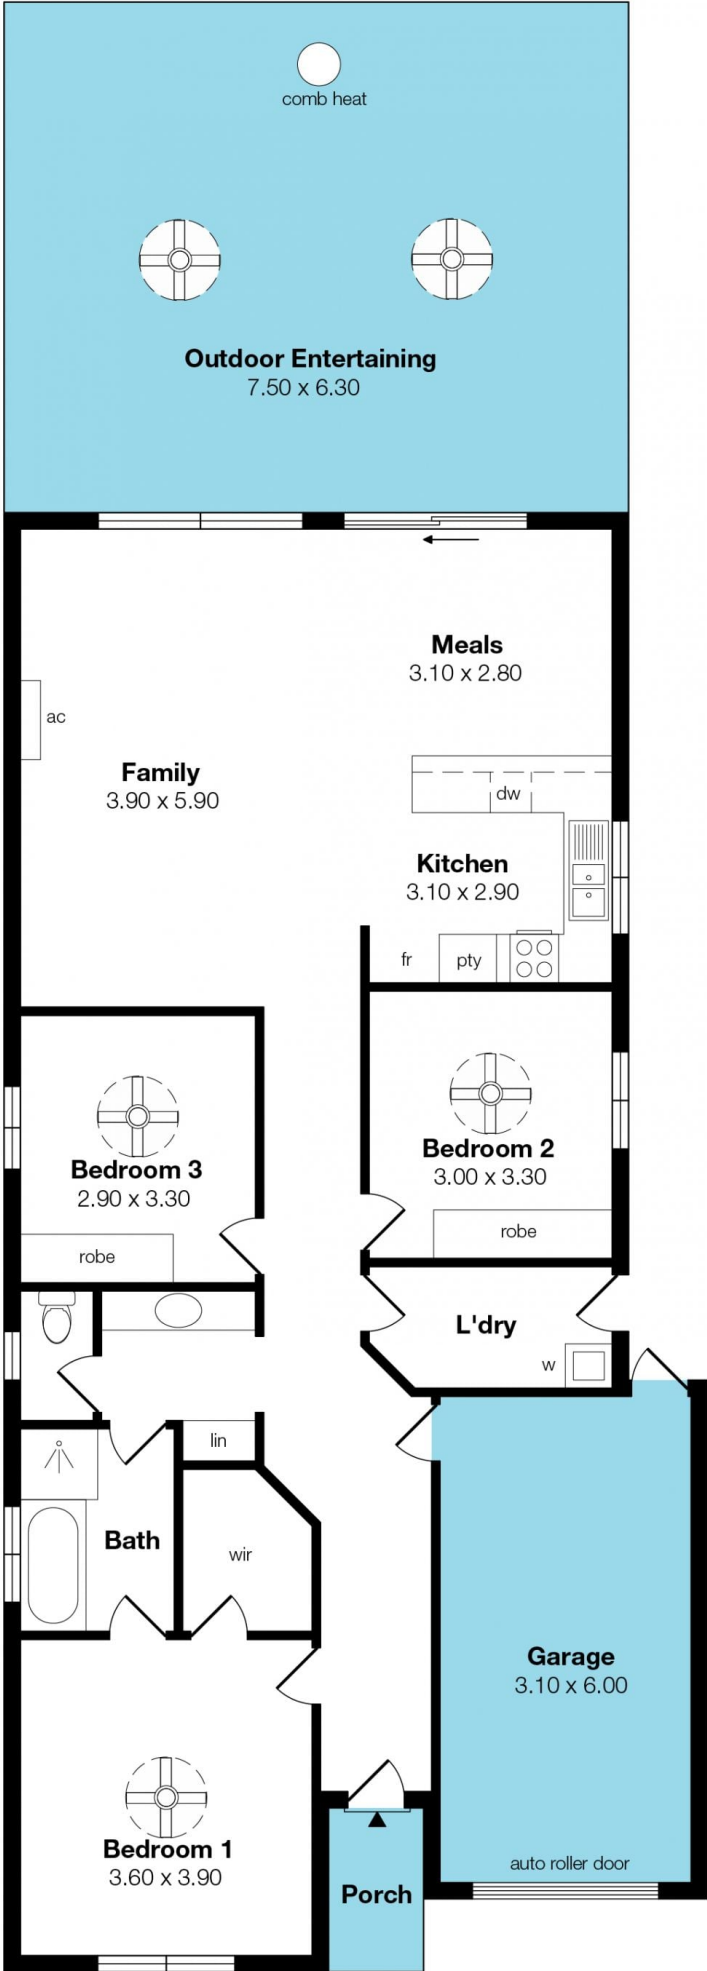 comb heat
Outdoor Entertaining
7.50 x 6.30
Meals
3.10 x 2.80
ac
Family
3.90 x 5.90
dw
Kitchen
3.10 x 2.90
fr
pty
Bedroom 2
3.00 x 3.30
Bedroom 3
2.90 x 3.30
robe
robe
L'dry
w
lin
Bath
wir
Garage
3.10 x 6.00
Bedroom 1
3.60 x 3.90
auto roller door
Porch